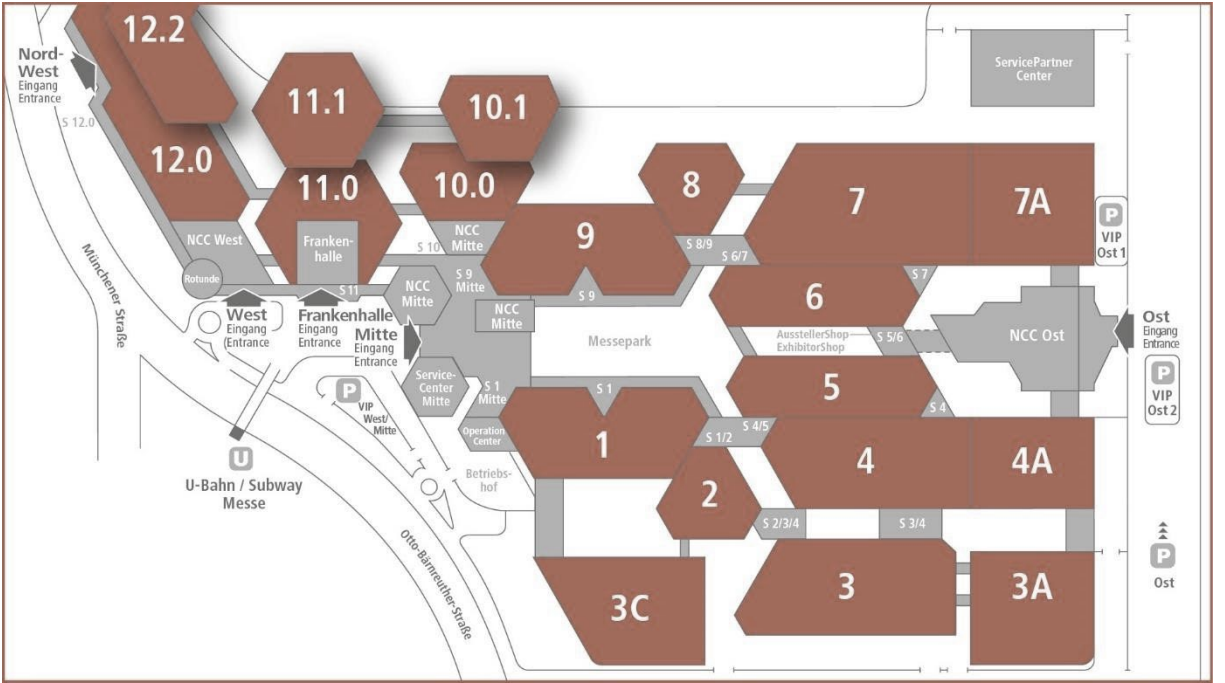 12.2
Nord-
West
Eingang
Entrance
S 12.0
11.1
10.1
ServicePartner
Center
12.0
11.0
10.0
8
7
7A
NCC West
Franken-
halle
S 10
NCC
Mitte
9
S 8/9
S 6/7
P
VIP
Ost 1
Rotunde
S 11
NCC
Mitte
S 9
Mitte
S 9
S 7
6
NCC
Mitte
Münchener Straße
West
Eingang
(Entrance
Frankenhalle
Eingang
Entrance
Mitte
Eingang
Entrance
Messepark
AusstellerShop
ExhibitorShop
S 5/6
NCC Ost
Ost
Eingang
Entrance
P
VIP
Ost 2
Service-
Center
Mitte
P
VIP
West/
Mitte
S 1
Mitte
S 1
5
S 4
Operation
Center
1
S 1/2
S 4/5
4
4A
U
U-Bahn / Subway
Messe
Betriebs-
hof
2
S 2/3/4
S 3/4
P
Ost
Otto-Bärnreuther-Straße
3C
3
3A